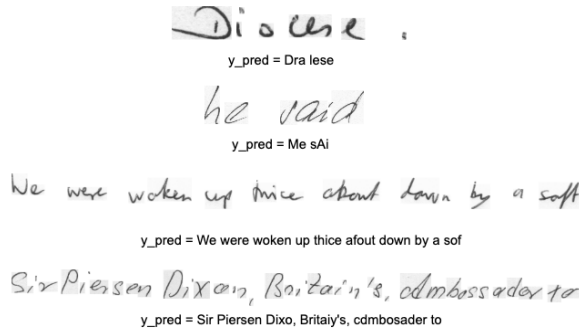 Diocese .
y_pred = Dra lese
he said
y_pred = Me sAi
We were woken up twice about down by a soft
y_pred = We were woken up thice afout down by a sof
Sir Piersen Dixon, Britain's, Ambossador to
y_pred = Sir Piersen Dixo, Britaiy's, cdmbosader to